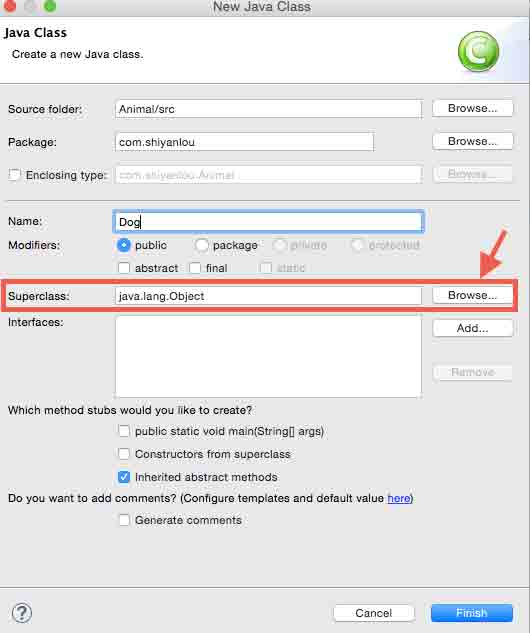 New Java Class
Java Class
Create a new Java class.
Source folder: Animal/src Browse...
Package: com.shiyanlou Browse...
Enclosing type: com.shiyanlou.Animal Browse...
Name: Dog
Modifiers: public package private protected
abstract final static
Superclass: java.lang.Object Browse...
Interfaces: Add...
Remove
Which method stubs would you like to create?
public static void main(String[] args)
Constructors from superclass
Inherited abstract methods
Do you want to add comments? (Configure templates and default value here)
Generate comments
? Cancel Finish